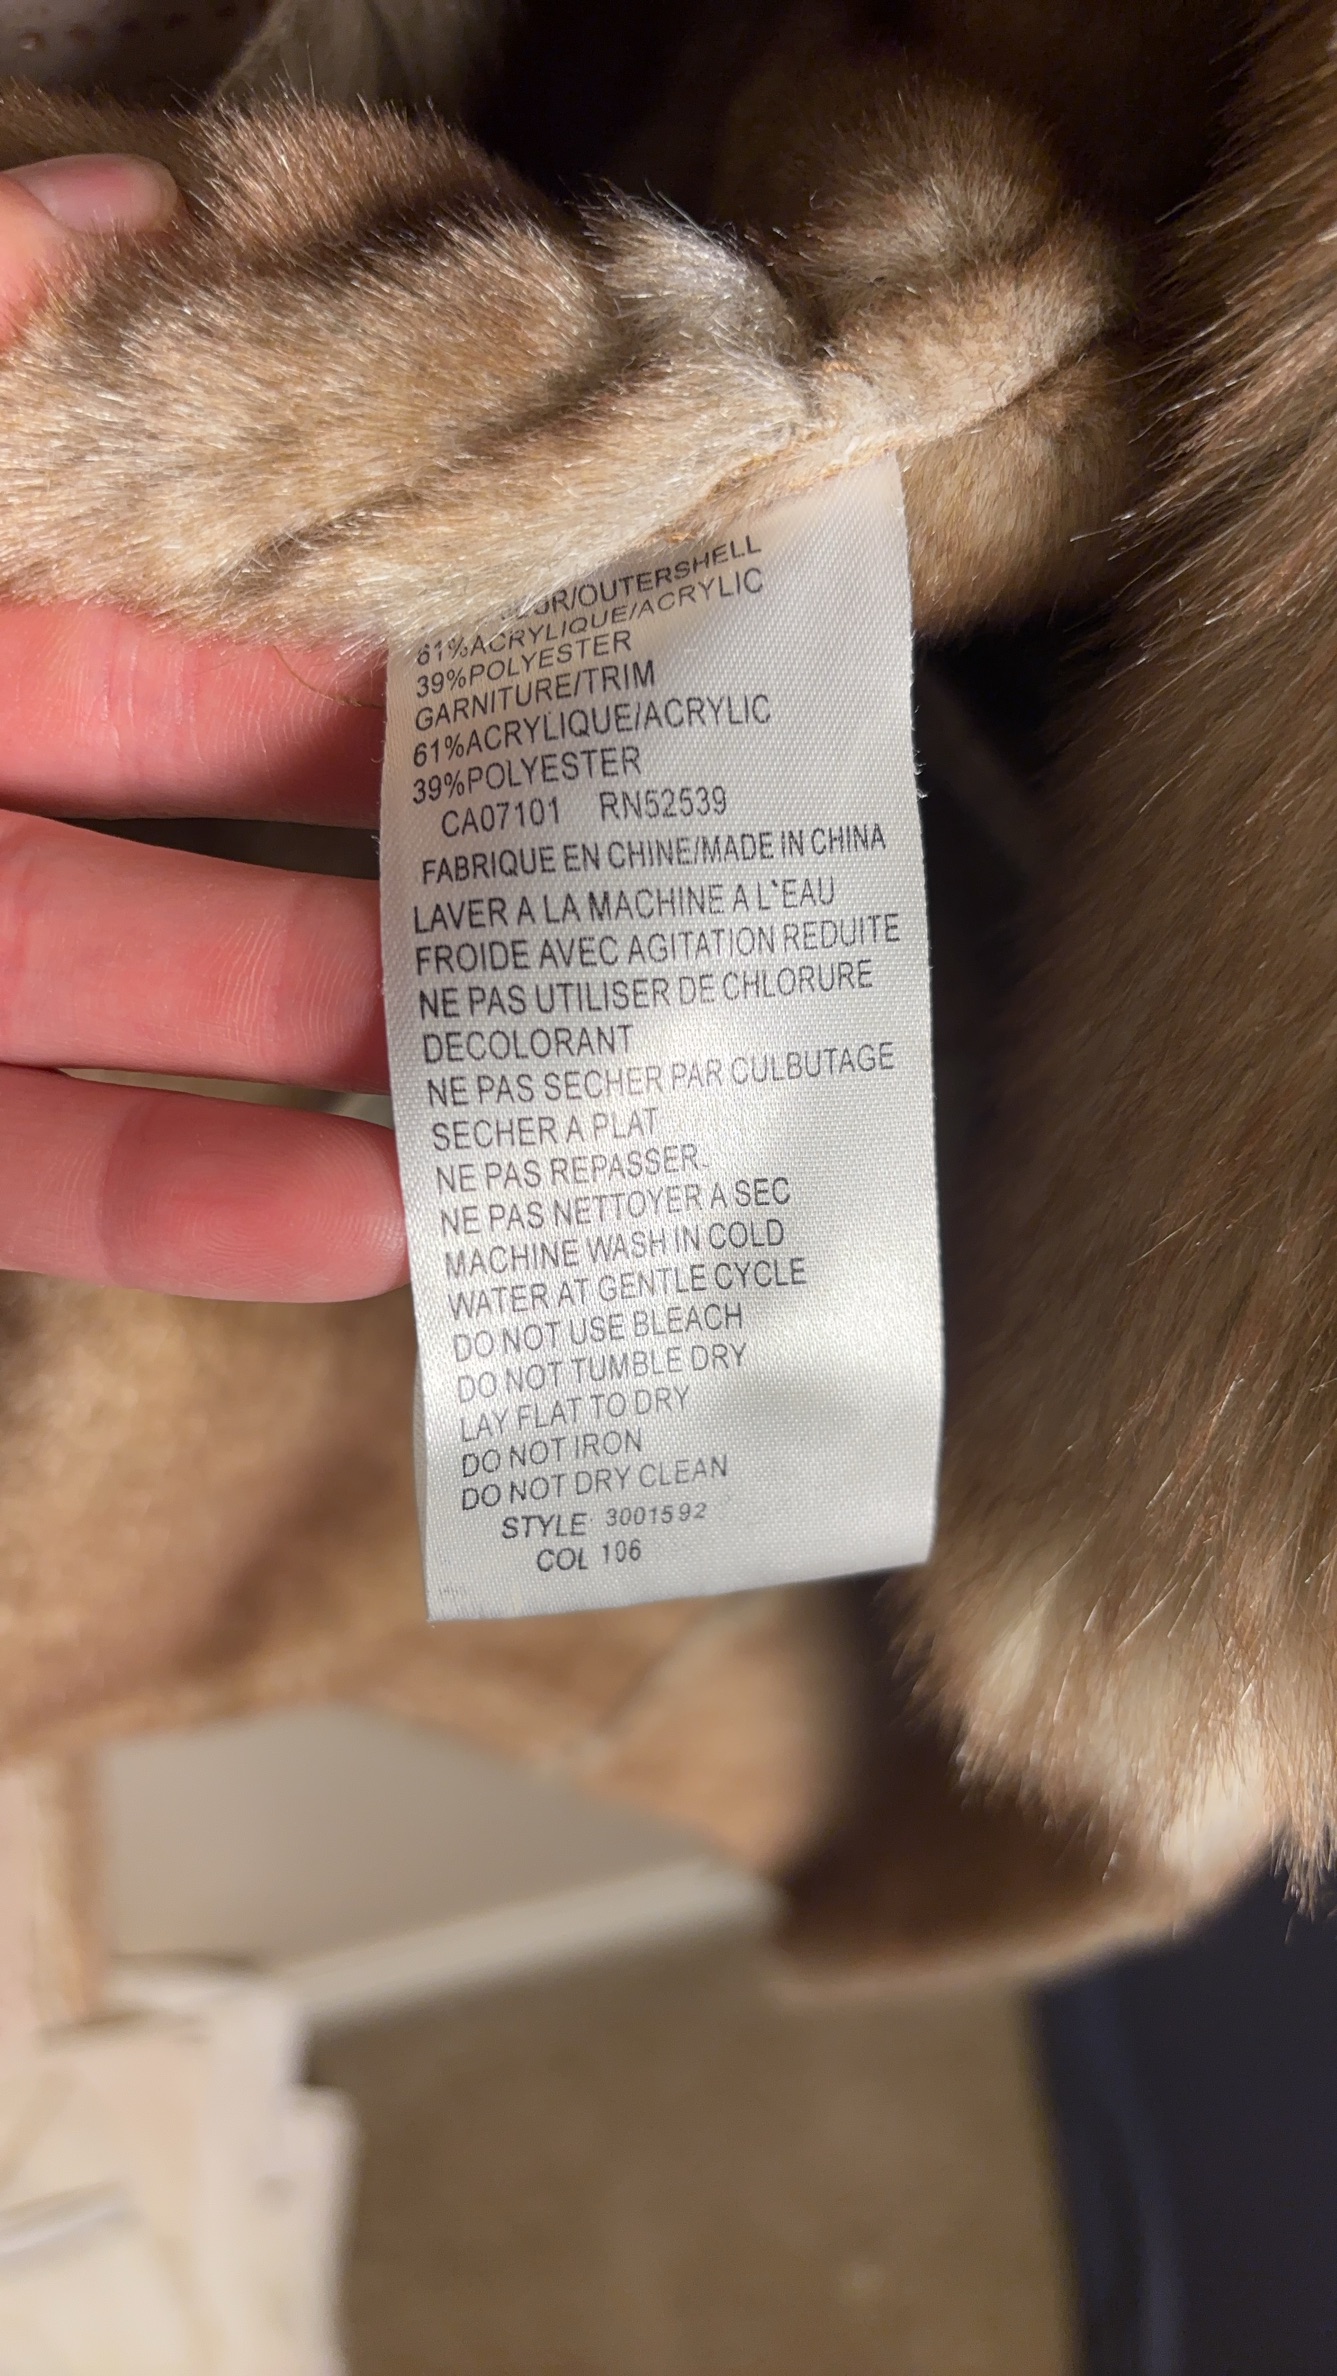 OUTERSHELL
61%ACRYLIQUE/ACRYLIC
39%POLYESTER
GARNITURE/TRIM
61%ACRYLIQUE/ACRYLIC
39%POLYESTER
CA07101 RN52539
FABRIQUE EN CHINE/MADE IN CHINA
LAVER A LA MACHINE A L`EAU
FROIDE AVEC AGITATION REDUITE
NE PAS UTILISER DE CHLORURE
DECOLORANT
NE PAS SECHER PAR CULBUTAGE
SECHER A PLAT
NE PAS REPASSER.
NE PAS NETTOYER A SEC
MACHINE WASH IN COLD
WATER AT GENTLE CYCLE
DO NOT USE BLEACH
DO NOT TUMBLE DRY
LAY FLAT TO DRY
DO NOT IRON
DO NOT DRY CLEAN
STYLE 3001592
COL 106